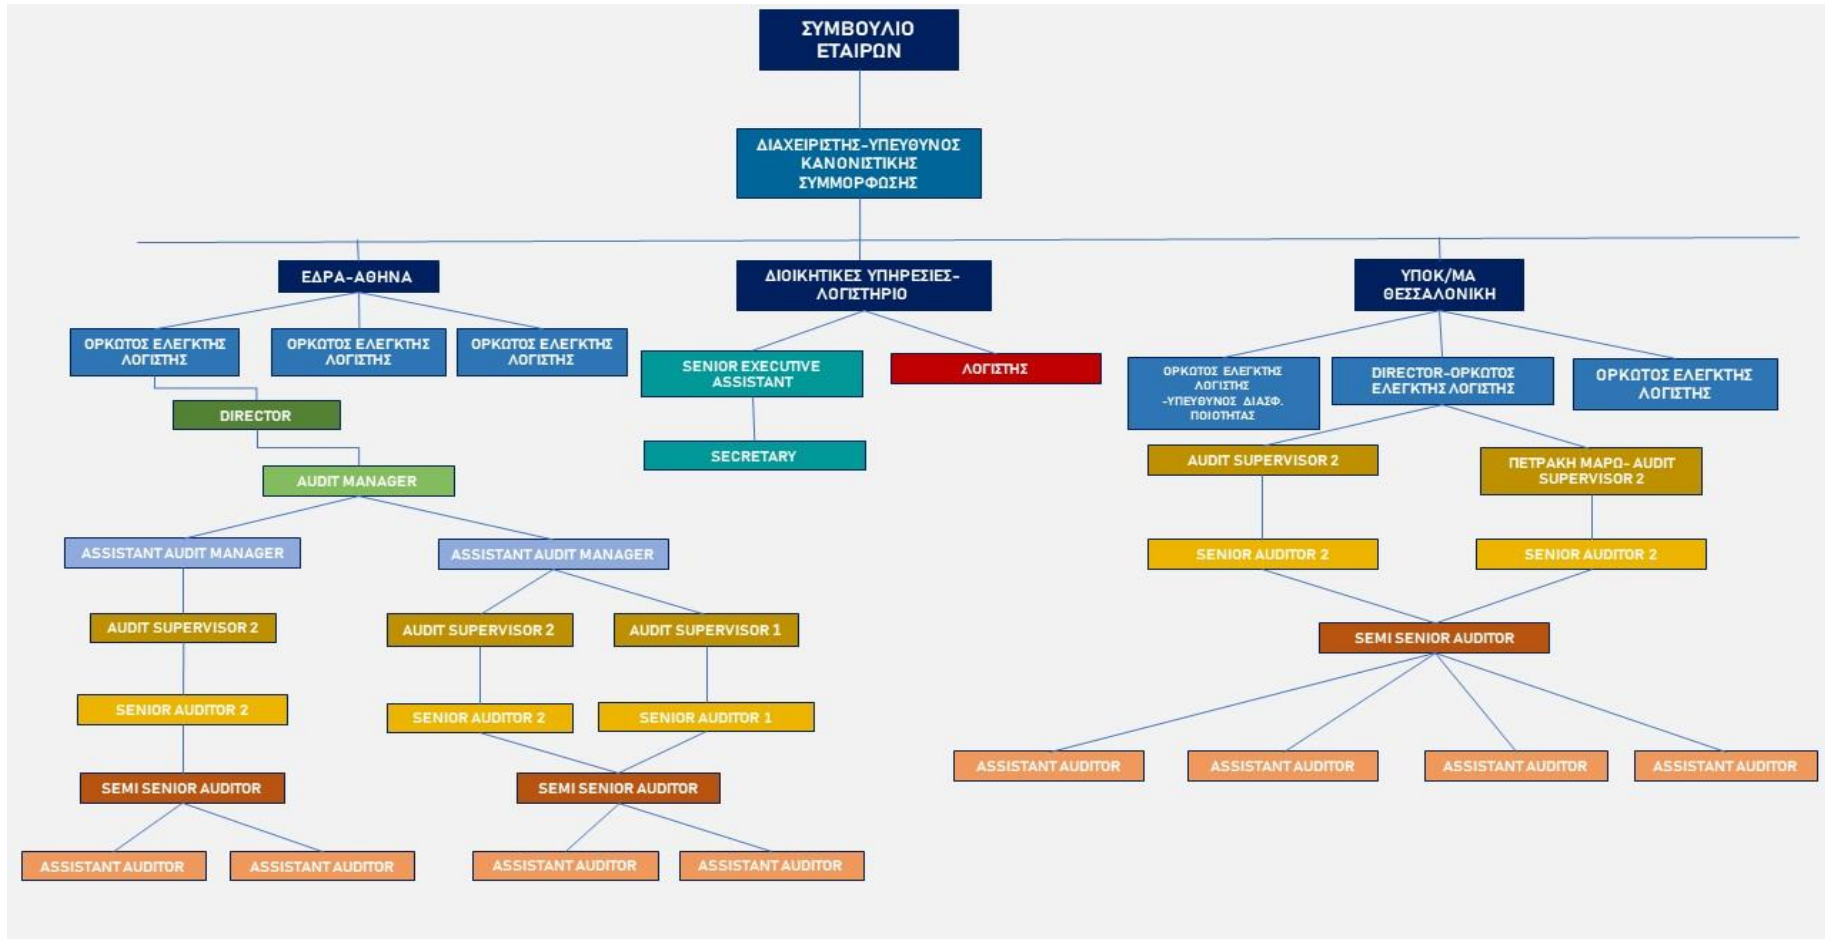 ΣΥΜΒΟΥΛΙΟ
ΕΤΑΙΡΩΝ
ΔΙΑΧΕΙΡΙΣΤΗΣ-ΥΠΕΥΘΥΝΟΣ
ΚΑΝΟΝΙΣΤΙΚΗΣ
ΣΥΜΜΟΡΦΩΣΗΣ
ΕΔΡΑ-ΑΘΗΝΑ
ΔΙΟΙΚΗΤΙΚΕΣ ΥΠΗΡΕΣΙΕΣ-
ΛΟΓΙΣΤΗΡΙΟ
ΥΠΟΚ/ΜΑ
ΘΕΣΣΑΛΟΝΙΚΗ
ΟΡΚΩΤΟΣ ΕΛΕΓΚΤΗΣ
ΛΟΓΙΣΤΗΣ
ΟΡΚΩΤΟΣ ΕΛΕΓΚΤΗΣ
ΛΟΓΙΣΤΗΣ
ΟΡΚΩΤΟΣ ΕΛΕΓΚΤΗΣ
ΛΟΓΙΣΤΗΣ
SENIOR EXECUTIVE
ASSISTANT
ΛΟΓΙΣΤΗΣ
ΟΡΚΩΤΟΣ ΕΛΕΓΚΤΗΣ
ΛΟΓΙΣΤΗΣ
-ΥΠΕΥΘΥΝΟΣ ΔΙΑΣΦ.
ΠΟΙΟΤΗΤΑΣ
DIRECTOR-ΟΡΚΩΤΟΣ
ΕΛΕΓΚΤΗΣ ΛΟΓΙΣΤΗΣ
ΟΡΚΩΤΟΣ ΕΛΕΓΚΤΗΣ
ΛΟΓΙΣΤΗΣ
DIRECTOR
SECRETARY
AUDIT SUPERVISOR 2
ΠΕΤΡΑΚΗ ΜΑΡΩ- AUDIT
SUPERVISOR 2
AUDIT MANAGER
ASSISTANT AUDIT MANAGER
ASSISTANT AUDIT MANAGER
SENIOR AUDITOR 2
SENIOR AUDITOR 2
AUDIT SUPERVISOR 2
AUDIT SUPERVISOR 2
AUDIT SUPERVISOR 1
SEMI SENIOR AUDITOR
SENIOR AUDITOR 2
SENIOR AUDITOR 2
SENIOR AUDITOR 1
ASSISTANT AUDITOR
ASSISTANT AUDITOR
ASSISTANT AUDITOR
ASSISTANT AUDITOR
SEMI SENIOR AUDITOR
SEMI SENIOR AUDITOR
ASSISTANT AUDITOR
ASSISTANT AUDITOR
ASSISTANT AUDITOR
ASSISTANT AUDITOR